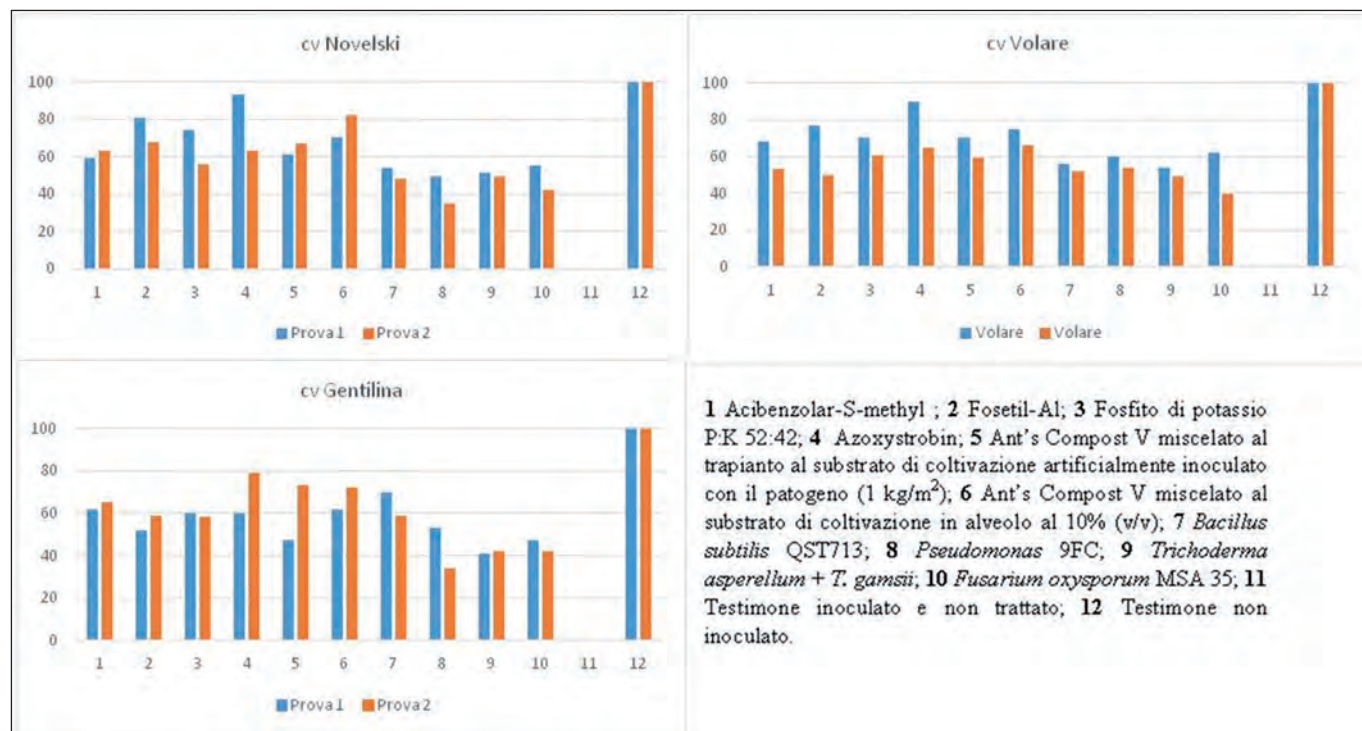 cv Novelski
100
80
60
40
20
0
1 2 3 4 5 6 7 8 9 10 11 12
Prova 1 Prova 2
cv Volare
100
80
60
40
20
0
1 2 3 4 5 6 7 8 9 10 11 12
Volare Volare
cv Gentilina
100
80
60
40
20
0
1 2 3 4 5 6 7 8 9 10 11 12
Prova 1 Prova 2
1 Acibenzolar-S-methyl ; 2 Fosetil-Al; 3 Fosfito di potassio
P:K 52:42; 4 Azoxystrobin; 5 Ant's Compost V miscelato al
trapianto al substrato di coltivazione artificialmente inoculato
con il patogeno (1 kg/m²); 6 Ant's Compost V miscelato al
substrato di coltivazione in alveolo al 10% (v/v); 7 Bacillus
subtilis QST713; 8 Pseudomonas 9FC; 9 Trichoderma
asperellum + T. gamsii; 10 Fusarium oxysporum MSA 35; 11
Testimone inoculato e non trattato; 12 Testimone non
inoculato.